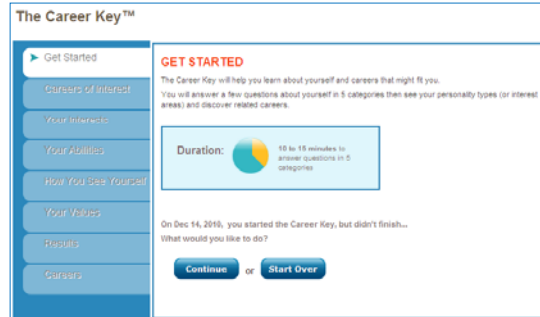 The Career Key™
Get Started
Careers of Interest
Your Interests
Your Abilities
How You See Yourself
Your Values
Results
Careers
GET STARTED
The Career Key will help you learn about yourself and careers that might fit you.
You will answer a few questions about yourself in 5 categories then see your personality types (or interest
areas) and discover related careers.
Duration:
10 to 15 minutes to
answer questions in 5
categories
On Dec 14, 2010, you started the Career Key, but didn't finish...
What would you like to do?
Continue or Start Over